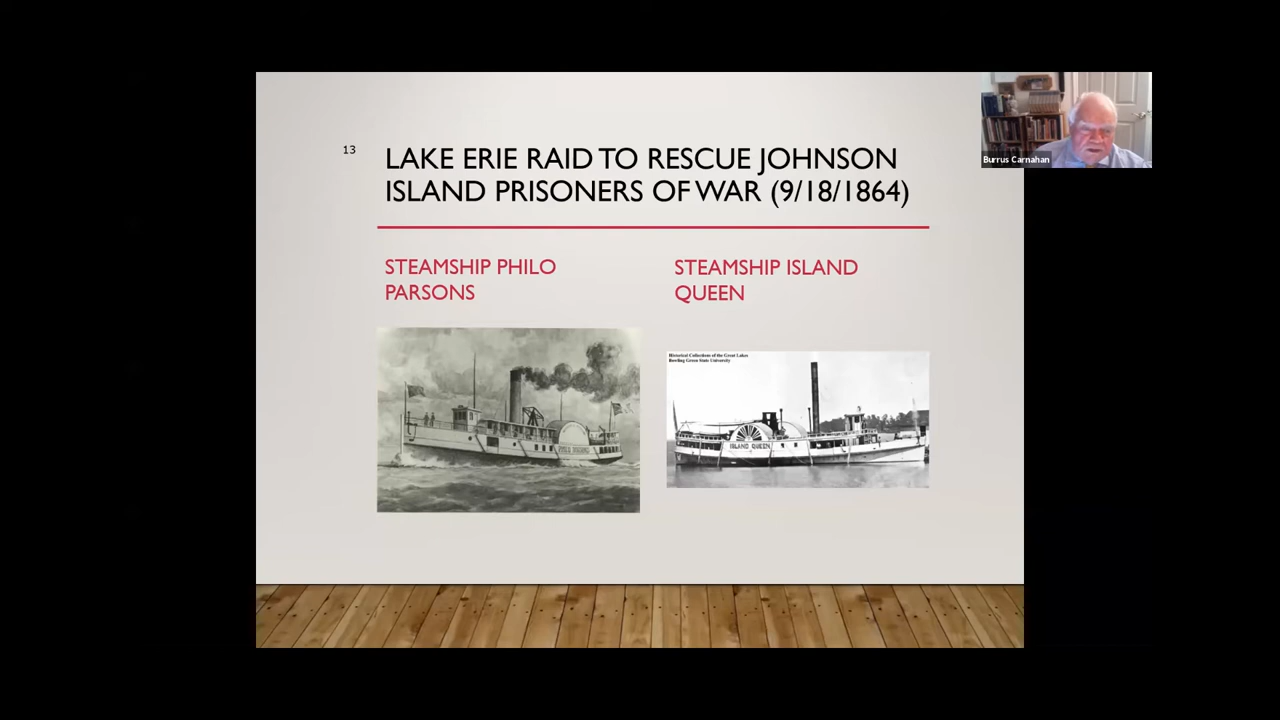 13
LAKE ERIE RAID TO RESCUE JOHNSON
ISLAND PRISONERS OF WAR (9/18/1864)
STEAMSHIP PHILO
PARSONS
STEAMSHIP ISLAND
QUEEN
Historical Collections of the Great Lakes
Bowling Green State University
ISLAND QUEEN
Burrus Carnahan